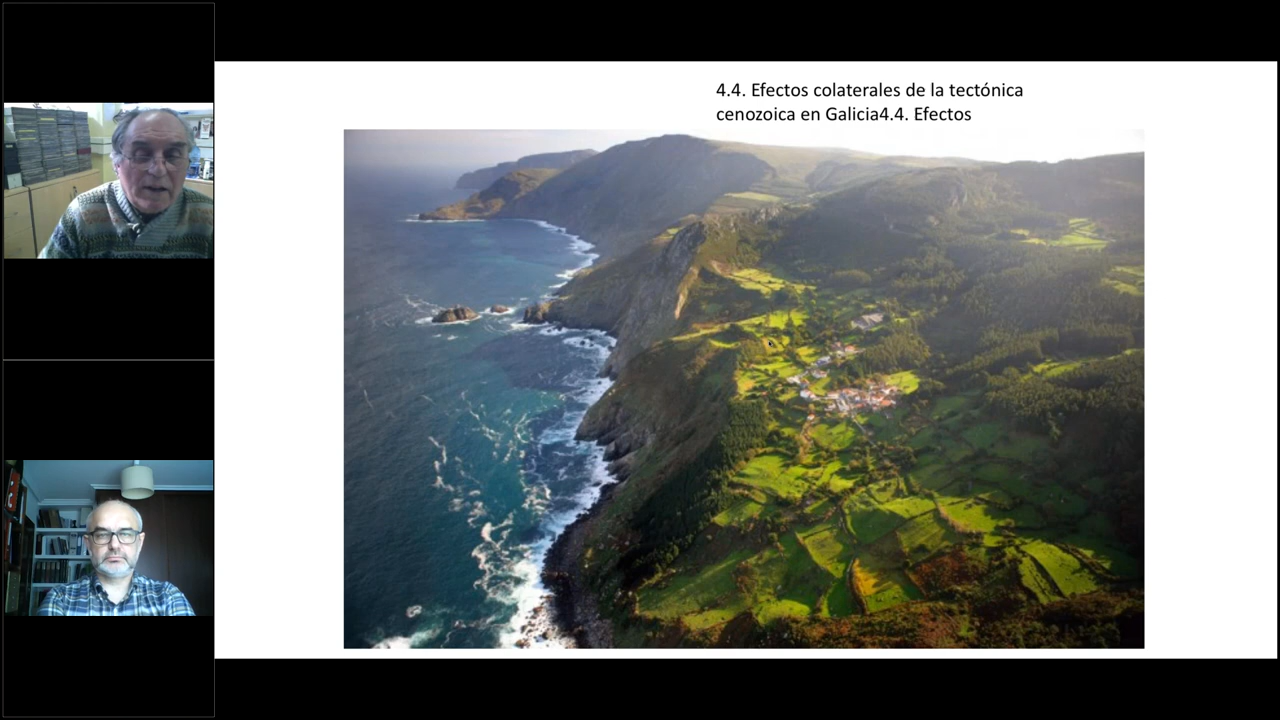 4.4. Efectos colaterales de la tectónica
cenozoica en Galicia4.4. Efectos